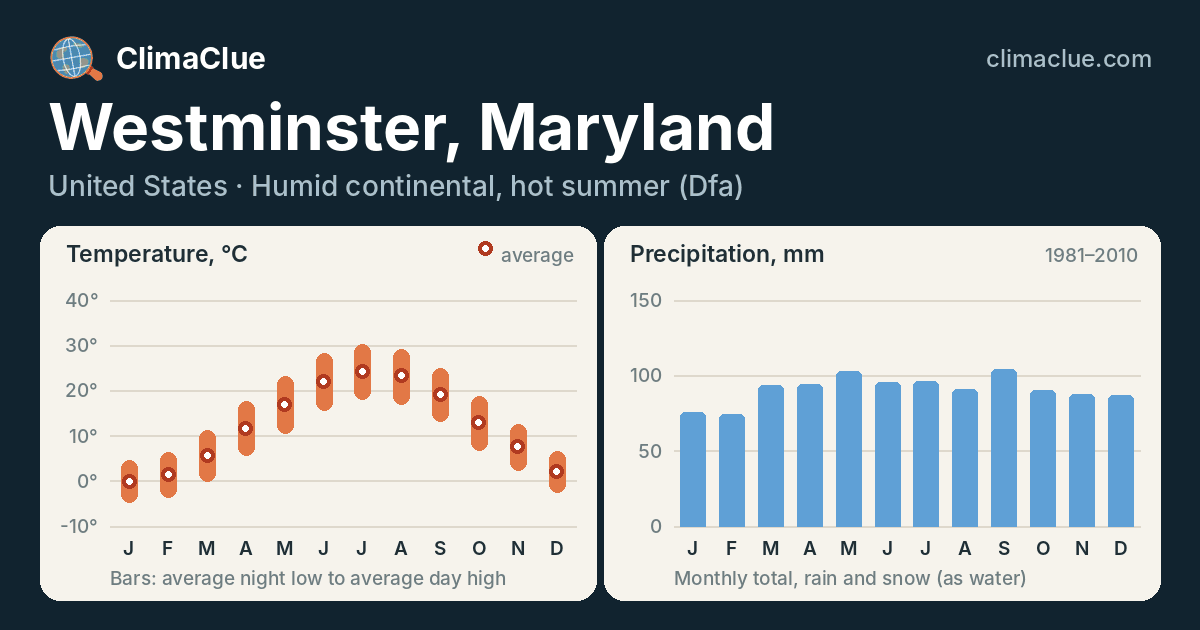 ClimaClue
climaclue.com
Westminster, Maryland
United States · Humid continental, hot summer (Dfa)
Temperature, °C
average
40°
30°
20°
10°
0°
-10°
J F M A M J J A S O N D
Bars: average night low to average day high
Precipitation, mm
1981–2010
150
100
50
0
J F M A M J J A S O N D
Monthly total, rain and snow (as water)